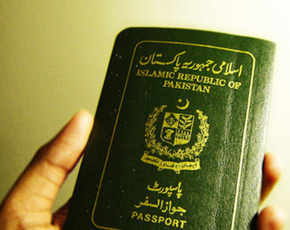 اسلامی جمہوریہ پاکستان
ISLAMIC REPUBLIC OF
PAKISTAN
پاسپورٹ
جواز السفر
PASSPORT